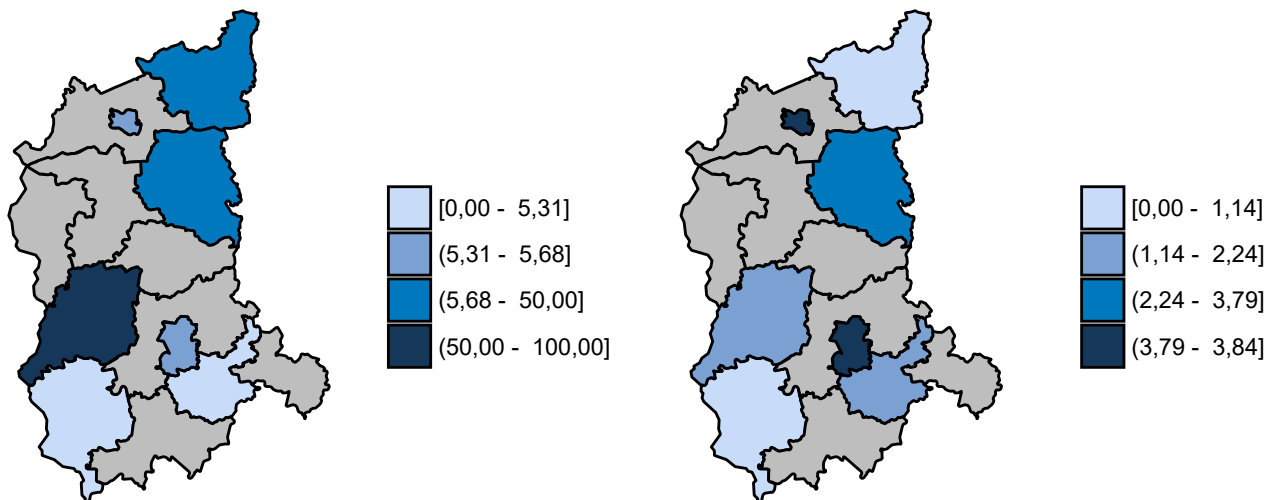 [0,00 - 5,31]
(5,31 - 5,68]
(5,68 - 50,00]
(50,00 - 100,00]
[0,00 - 1,14]
(1,14 - 2,24]
(2,24 - 3,79]
(3,79 - 3,84]